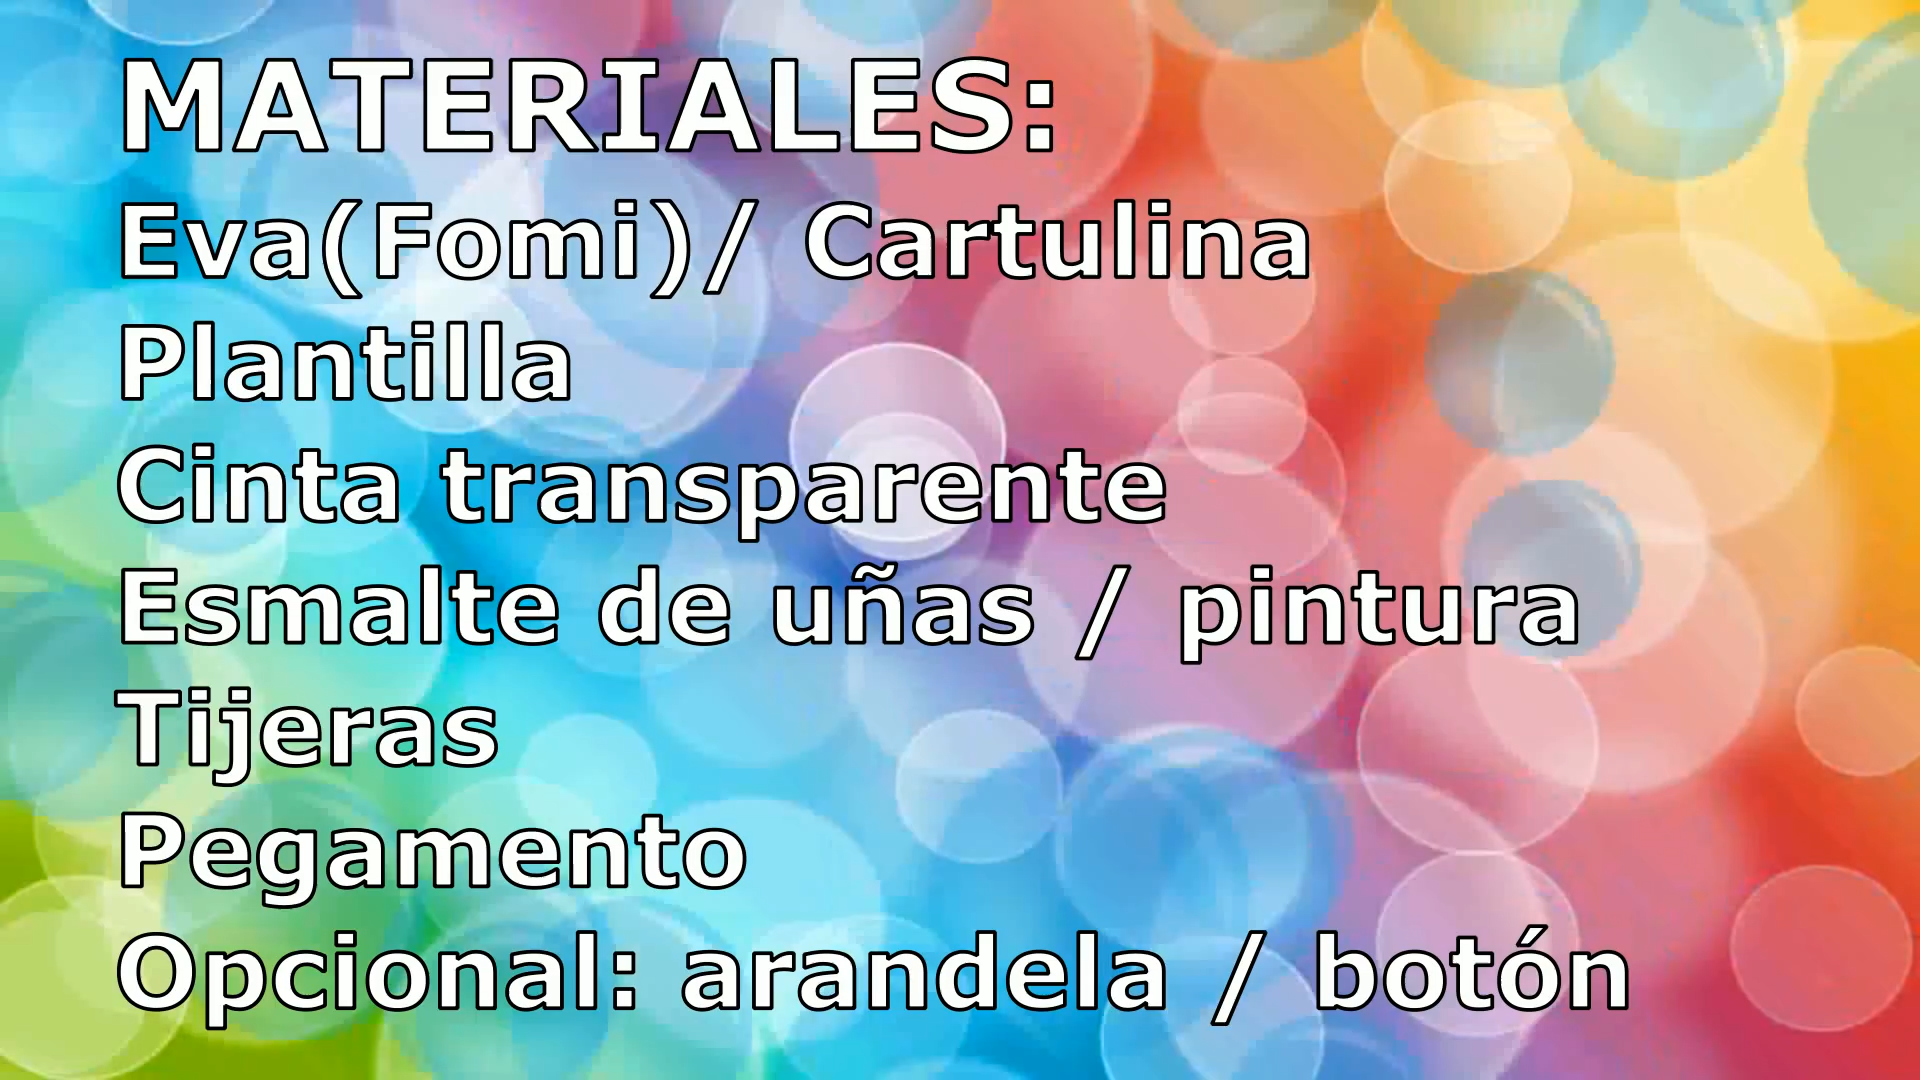 MATERIALES:
Eva(Fomi)/ Cartulina
Plantilla
Cinta transparente
Esmalte de uñas / pintura
Tijeras
Pegamento
Opcional: arandela / botón